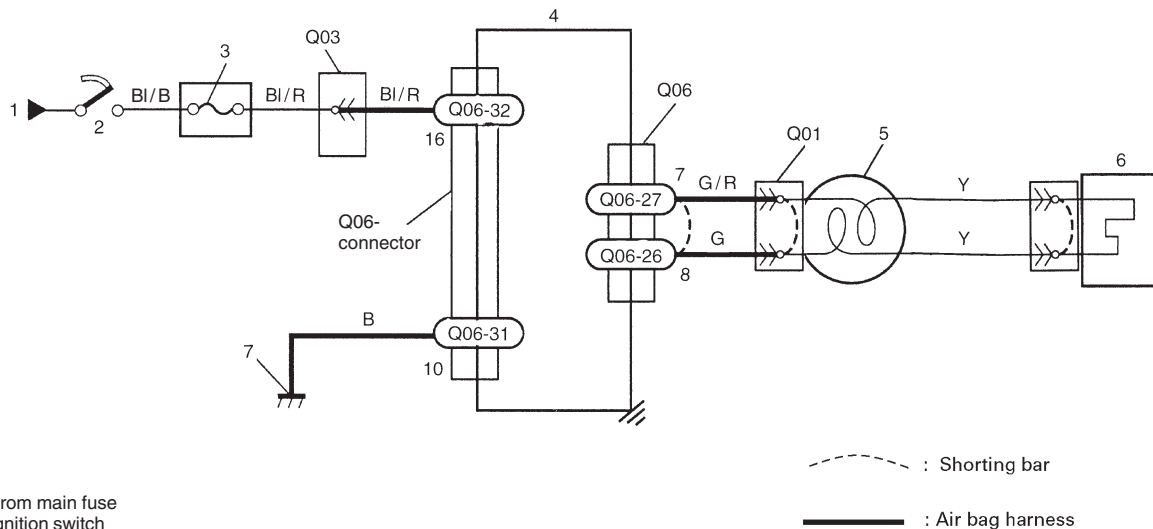 4
3
Q03
Q06
Bl/B
Bl/R
Bl/R
Q06-32
1
2
16
Q01
5
6
7
G/R
Y
Q06-27
Q06-
connector
G
Y
Q06-26
8
B
Q06-31
7
10
: Shorting bar
rom main fuse
gnition switch
: Air bag harness